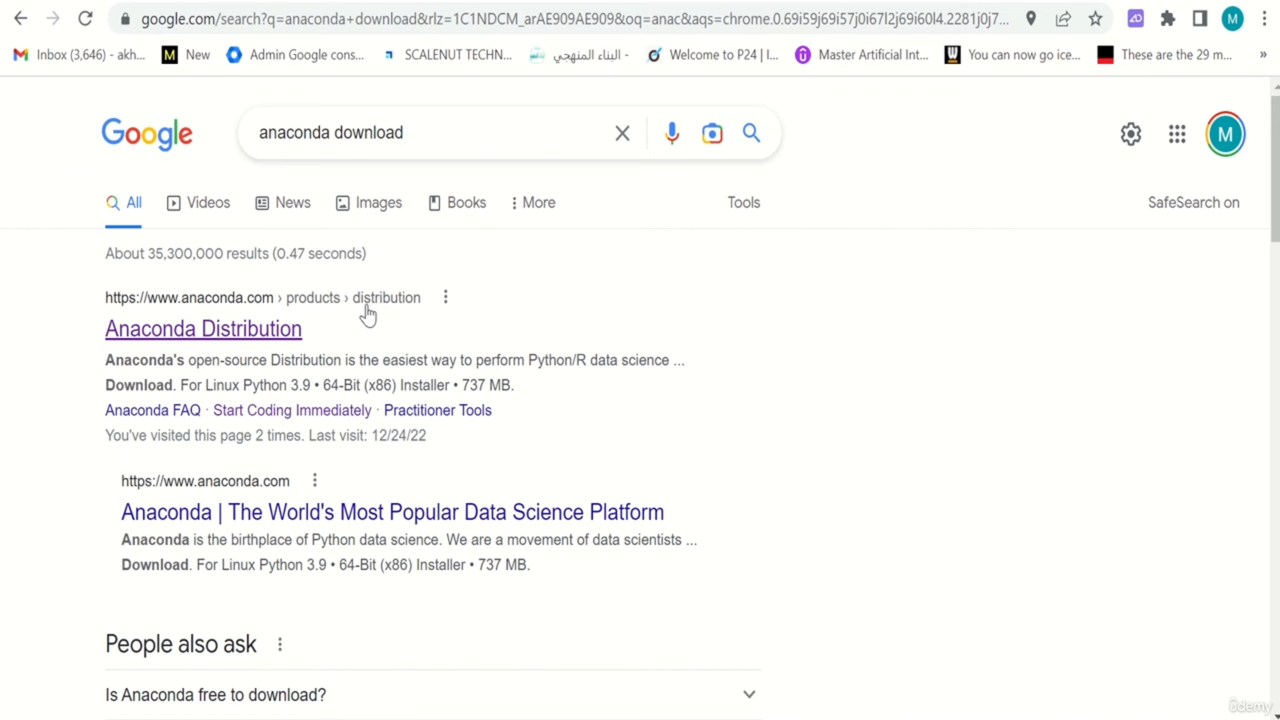 google.com/search?q=anaconda+download&rlz=1C1NDCM_arAE909AE909&oq=anac&aqs=chrome.0.69i59j69i57j0i67l2j69i60l4.2281j0j7...
M
Inbox (3,646) - akh...
M New
Admin Google cons...
SCALENUT TECHN...
البناء المنهجي - ...
Welcome to P24 | I...
Master Artificial Int...
You can now go ice...
These are the 29 m...
»
Google
anaconda download
M
All
Videos
News
Images
Books
More
Tools
SafeSearch on
About 35,300,000 results (0.47 seconds)
https://www.anaconda.com › products › distribution
Anaconda Distribution
Anaconda's open-source Distribution is the easiest way to perform Python/R data science ...
Download. For Linux Python 3.9 • 64-Bit (x86) Installer • 737 MB.
Anaconda FAQ · Start Coding Immediately · Practitioner Tools
You've visited this page 2 times. Last visit: 12/24/22
https://www.anaconda.com
Anaconda | The World's Most Popular Data Science Platform
Anaconda is the birthplace of Python data science. We are a movement of data scientists ...
Download. For Linux Python 3.9 • 64-Bit (x86) Installer • 737 MB.
People also ask
Is Anaconda free to download?
ûdemy